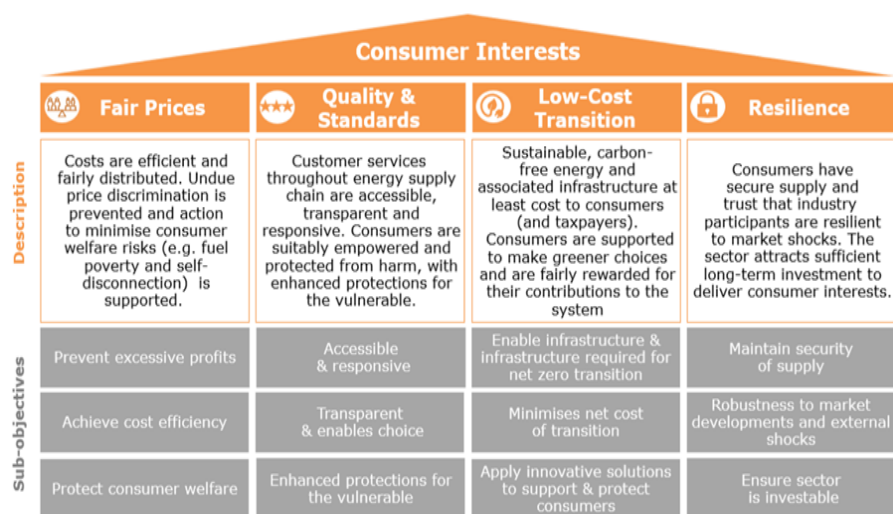 Consumer Interests
Fair Prices
Quality &
Standards
Low-Cost
Transition
Resilience
Description
Costs are efficient and
fairly distributed. Undue
price discrimination is
prevented and action
to minimise consumer
welfare risks (e.g. fuel
poverty and self-
disconnection) is
supported.
Customer services
throughout energy supply
chain are accessible,
transparent and
responsive. Consumers are
suitably empowered and
protected from harm, with
enhanced protections for
the vulnerable.
Sustainable, carbon-
free energy and
associated infrastructure at
least cost to consumers
(and taxpayers).
Consumers are supported
to make greener choices
and are fairly rewarded for
their contributions to the
system
Consumers have
secure supply and
trust that industry
participants are resilient
to market shocks. The
sector attracts sufficient
long-term investment to
deliver consumer interests.
Sub-objectives
Prevent excessive profits
Accessible
& responsive
Enable infrastructure &
infrastructure required for
net zero transition
Maintain security
of supply
Achieve cost efficiency
Transparent
& enables choice
Minimises net cost
of transition
Robustness to market
developments and external
shocks
Protect consumer welfare
Enhanced protections for
the vulnerable
Apply innovative solutions
to support & protect
consumers
Ensure sector
is investable